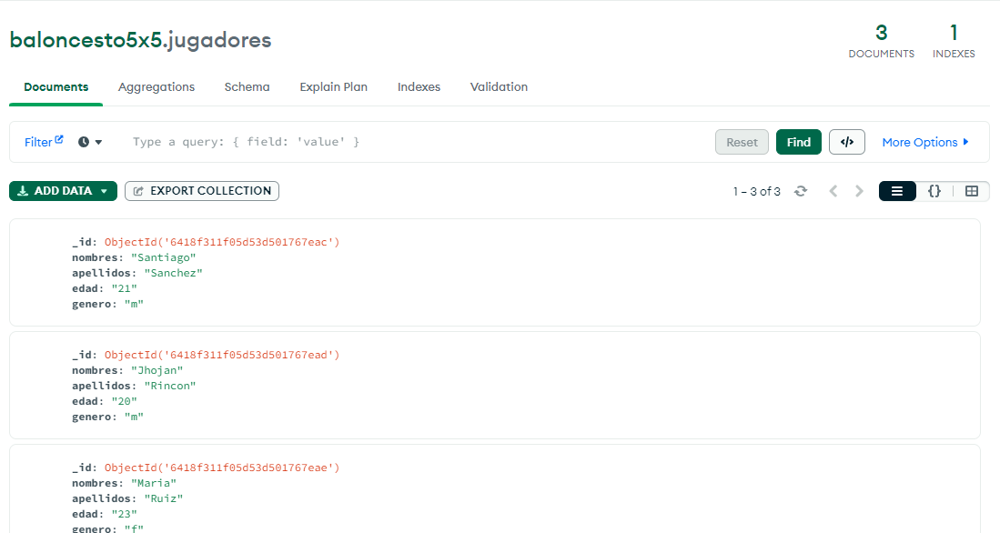 baloncesto5x5.jugadores
3
DOCUMENTS
1
INDEXES
Documents Aggregations Schema Explain Plan Indexes Validation
Filter Type a query: { field: 'value' } Reset Find </> More Options
ADD DATA EXPORT COLLECTION 1 – 3 of 3 {}
_id: ObjectId('6418f311f05d53d501767eac')
nombres: "Santiago"
apellidos: "Sanchez"
edad: "21"
genero: "m"
_id: ObjectId('6418f311f05d53d501767ead')
nombres: "Jhojan"
apellidos: "Rincon"
edad: "20"
genero: "m"
_id: ObjectId('6418f311f05d53d501767eae')
nombres: "Maria"
apellidos: "Ruiz"
edad: "23"
genero: "f"